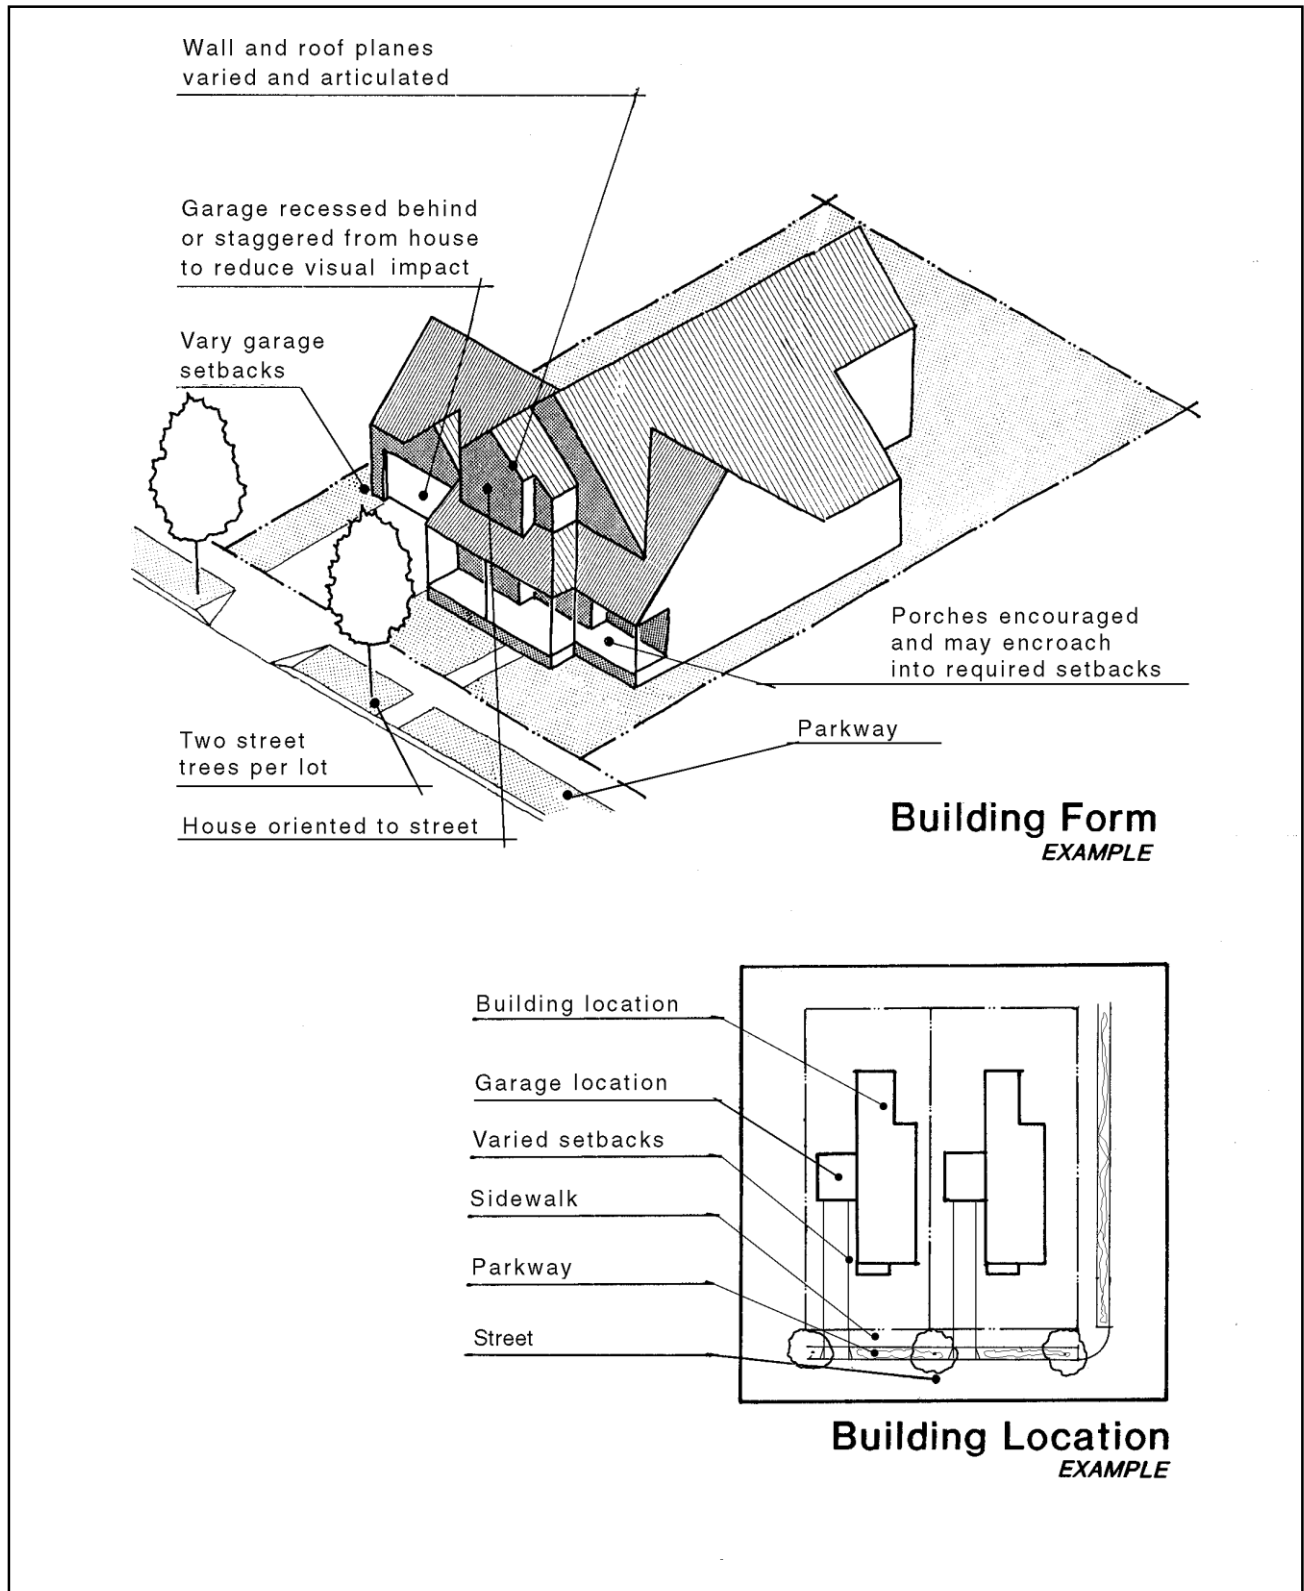 Wall and roof planes
varied and articulated
Garage recessed behind
or staggered from house
to reduce visual impact
Vary garage
setbacks
Porches encouraged
and may encroach
into required setbacks
Parkway
Two street
trees per lot
House oriented to street
Building Form
EXAMPLE
Building location
Garage location
Varied setbacks
Sidewalk
Parkway
Street
Building Location
EXAMPLE